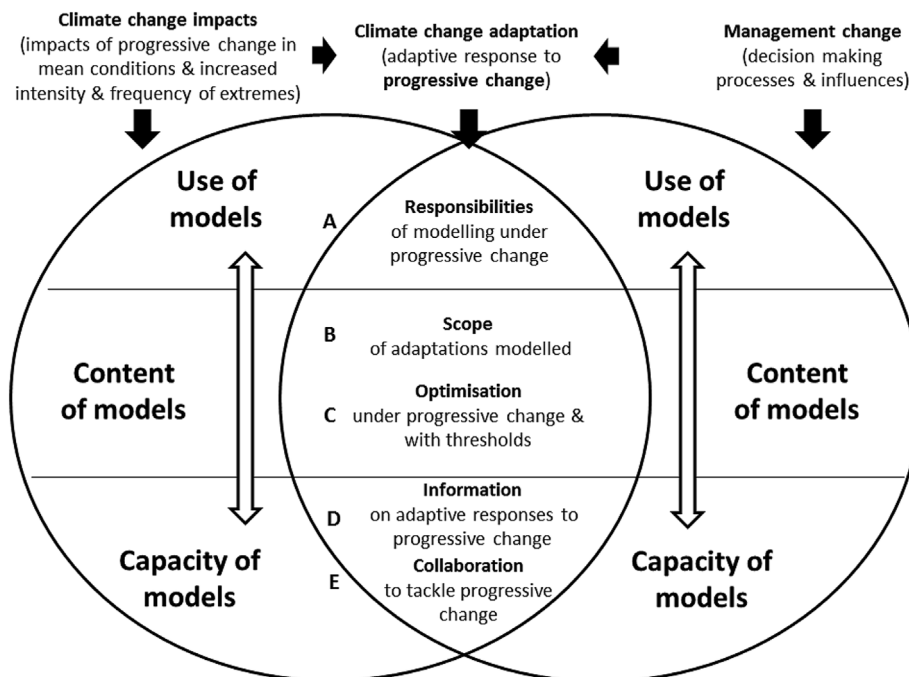 Climate change impacts
(impacts of progressive change in
mean conditions & increased
intensity & frequency of extremes)
Climate change adaptation
(adaptive response to
progressive change)
Management change
(decision making
processes & influences)
Use of
models
A
Responsibilities
of modelling under
progressive change
Use of
models
Content
of models
B
Scope
of adaptations modelled
C
Optimisation
under progressive change &
with thresholds
Content
of models
Capacity of
models
D
Information
on adaptive responses to
progressive change
E
Collaboration
to tackle progressive
change
Capacity of
models